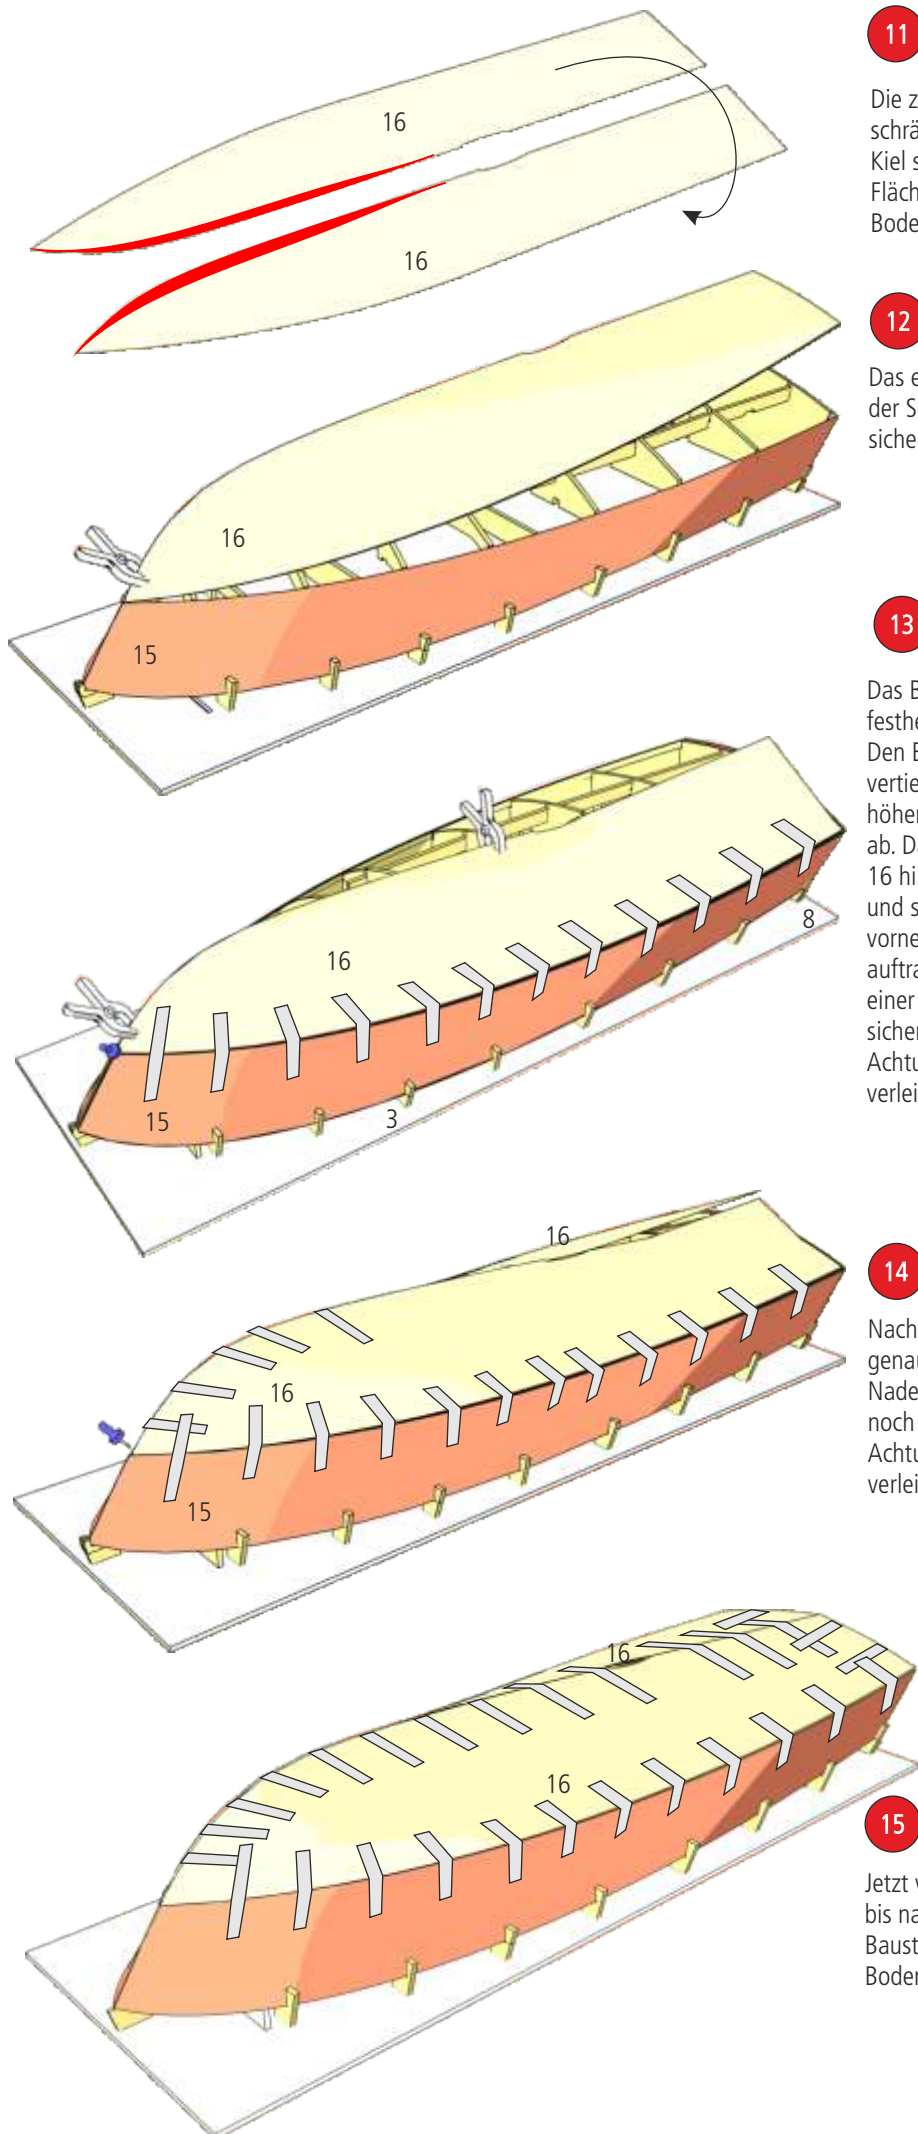 11
Die z
schrä
Kiel s
Fläch
Bode
16
16
12
Das e
der S
siche
16
15
13
Das B
festhe
Den B
vertie
höher
ab. Da
16 hi
und s
vorne
auftra
einer
sicher
Achtu
verlei
16
8
15
3
14
Nach
genau
Nade
noch
Achtu
verlei
16
16
15
15
Jetzt v
bis na
Baust
Boder
16
16